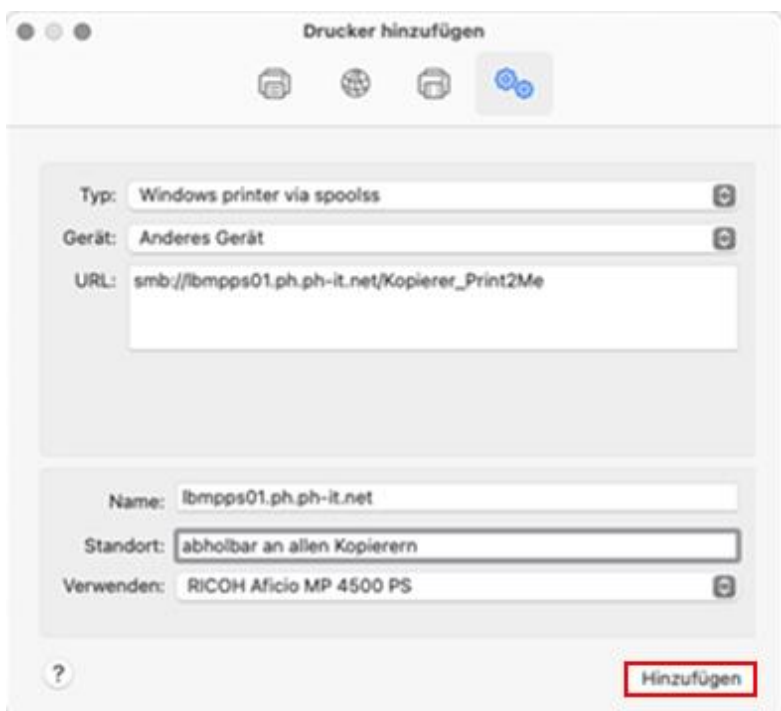 Drucker hinzufügen
Typ: Windows printer via spoolss
Gerät: Anderes Gerät
URL: smb://lbmpps01.ph.ph-it.net/Kopierer_Print2Me
Name: lbmpps01.ph.ph-it.net
Standort: abholbar an allen Kopierern
Verwenden: RICOH Aficio MP 4500 PS
?
Hinzufügen